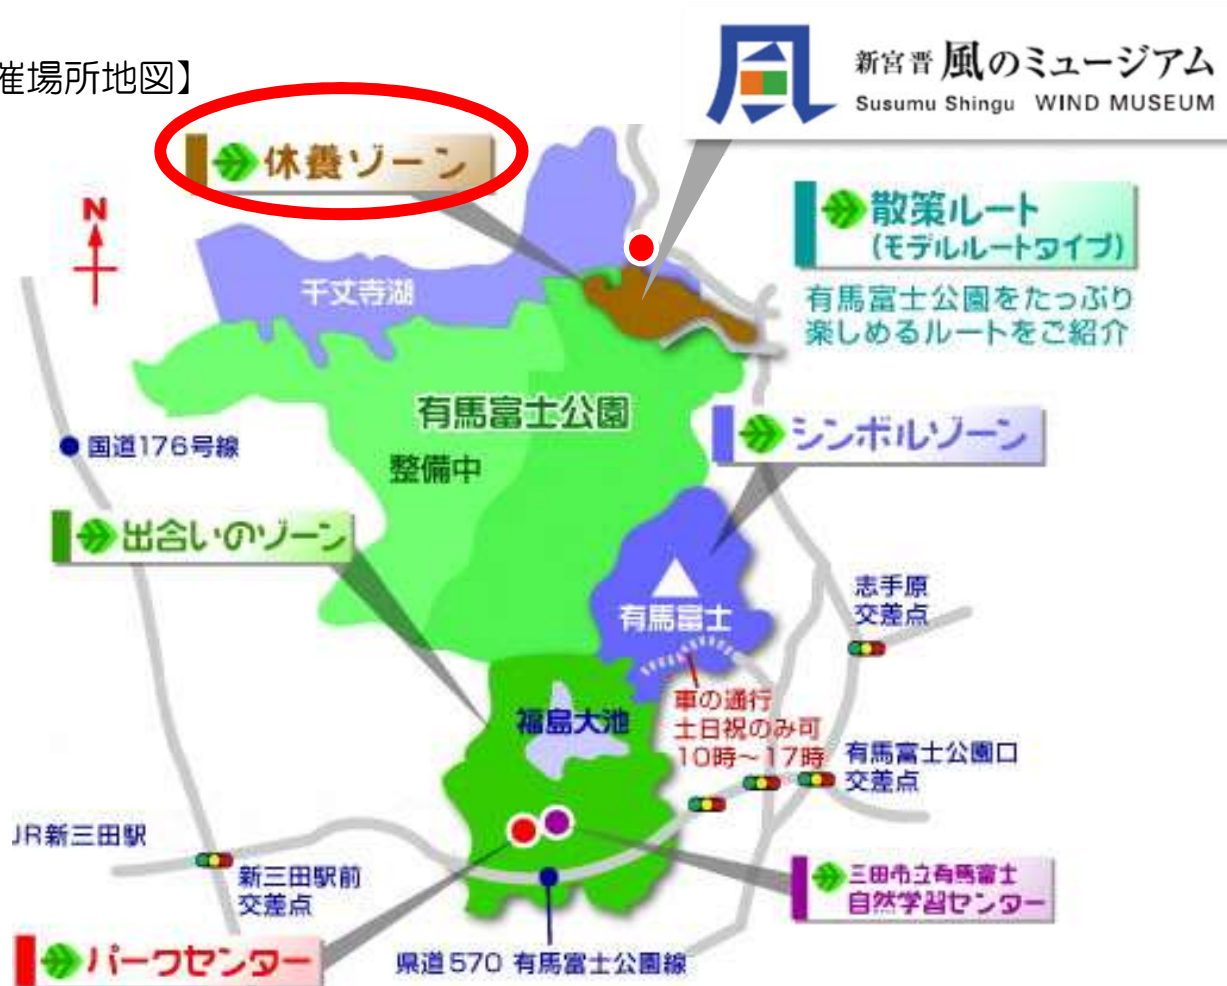 催場所地図】
風
新宮晋 風のミュージアム
Susumu Shingu WIND MUSEUM
休養ゾーン
N
散策ルート
(モデルルートタイプ)
有馬富士公園をたっぷり
楽しめるルートをご紹介
千丈寺湖
有馬富士公園
整備中
シンボルゾーン
国道176号線
出合いのゾーン
有馬富士
志手原
交差点
車の通行
土日祝のみ可
10時～17時
福島大池
有馬富士公園口
交差点
JR新三田駅
新三田駅前
交差点
三田市立有馬富士
自然学習センター
パークセンター
県道570 有馬富士公園線